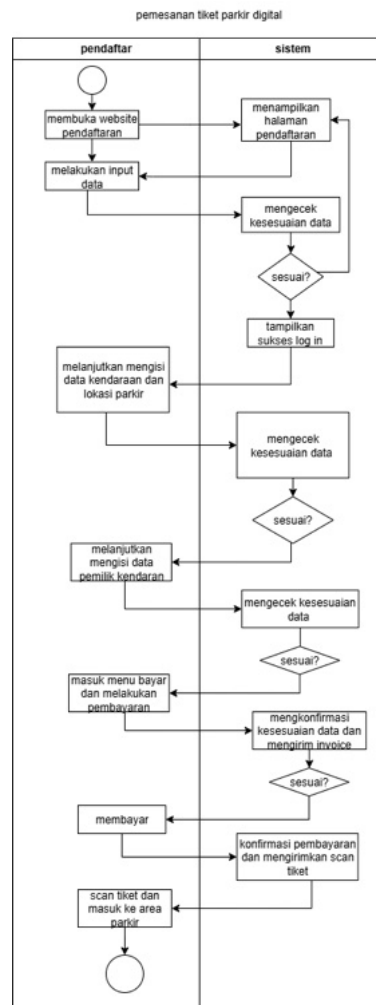 pemesanan tiket parkir digital
pendaftar
sistem
membuka website
pendaftaran
menampilkan
halaman
pendaftaran
melakukan input
data
mengecek
kesesuaian data
sesuai?
tampilkan
sukses log in
melanjutkan mengisi
data kendaraan dan
lokasi parkir
mengecek
kesesuaian data
sesuai?
melanjutkan
mengisi data
pemilik kendaran
mengecek kesesuaian
data
sesuai?
masuk menu bayar
dan melakukan
pembayaran
mengkonfirmasi
kesesuaian data dan
mengirim invoice
sesuai?
membayar
konfirmasi pembayaran
dan mengirimkan scan
tiket
scan tiket dan
masuk ke area
parkir